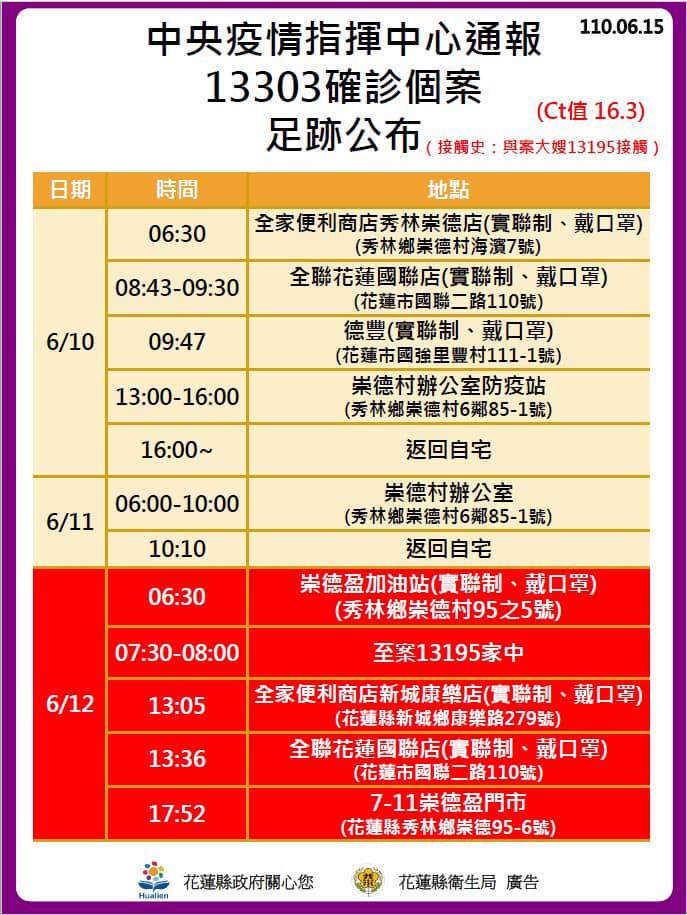 110.06.15
中央疫情指揮中心通報
13303確診個案
(Ct值 16.3)
足跡公布(接觸史：與案大嫂13195接觸)
日期 時間 地點
6/10
06:30 全家便利商店秀林崇德店(實聯制、戴口罩)
(秀林鄉崇德村海濱7號)
08:43-09:30 全聯花蓮國聯店(實聯制、戴口罩)
(花蓮市國聯二路110號)
09:47 德豐(實聯制、戴口罩)
(花蓮市國強里豐村111-1號)
13:00-16:00 崇德村辦公室防疫站
(秀林鄉崇德村6鄰85-1號)
16:00~ 返回自宅
6/11
06:00-10:00 崇德村辦公室
(秀林鄉崇德村6鄰85-1號)
10:10 返回自宅
6/12
06:30 崇德盈加油站(實聯制、戴口罩)
(秀林鄉崇德村95之5號)
07:30-08:00 至案13195家中
13:05 全家便利商店新城康樂店(實聯制、戴口罩)
(花蓮縣新城鄉康樂路279號)
13:36 全聯花蓮國聯店(實聯制、戴口罩)
(花蓮市國聯二路110號)
17:52 7-11崇德盈門市
(花蓮縣秀林鄉崇德95-6號)
Hualien 花蓮縣政府關心您 花蓮縣衛生局 廣告